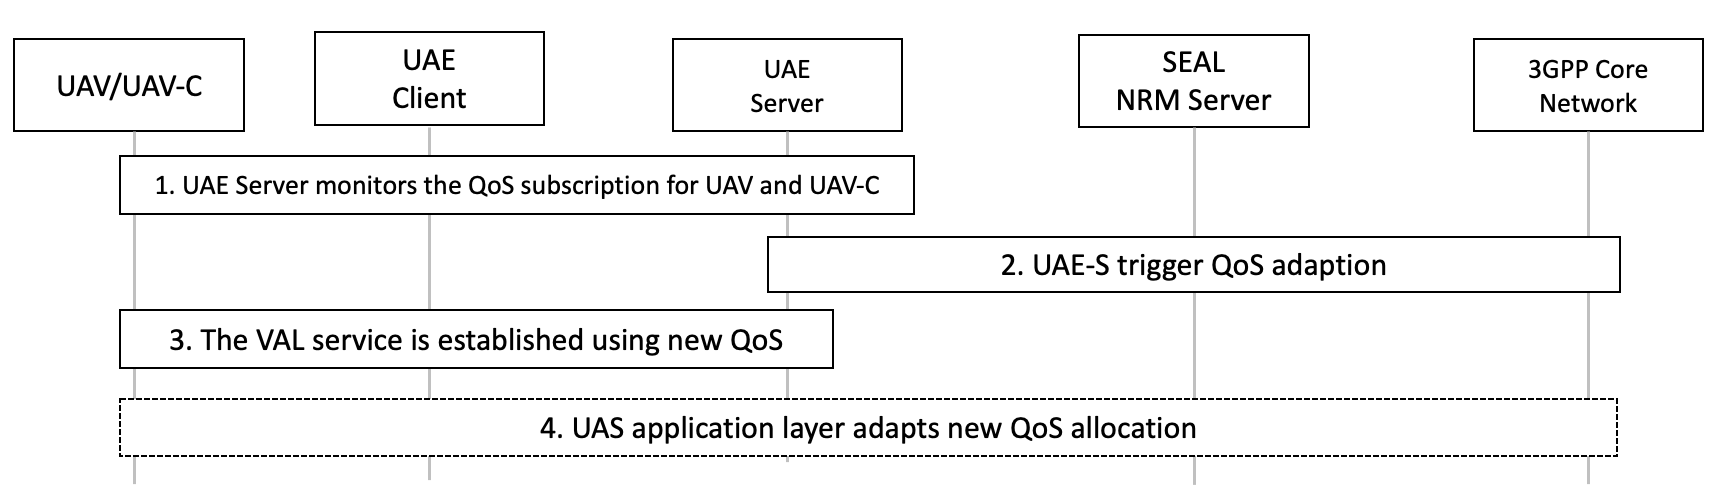 UAV/UAV-C
UAE
Client
UAE
Server
SEAL
NRM Server
3GPP Core
Network
1. UAE Server monitors the QoS subscription for UAV and UAV-C
2. UAE-S trigger QoS adaption
3. The VAL service is established using new QoS
4. UAS application layer adapts new QoS allocation